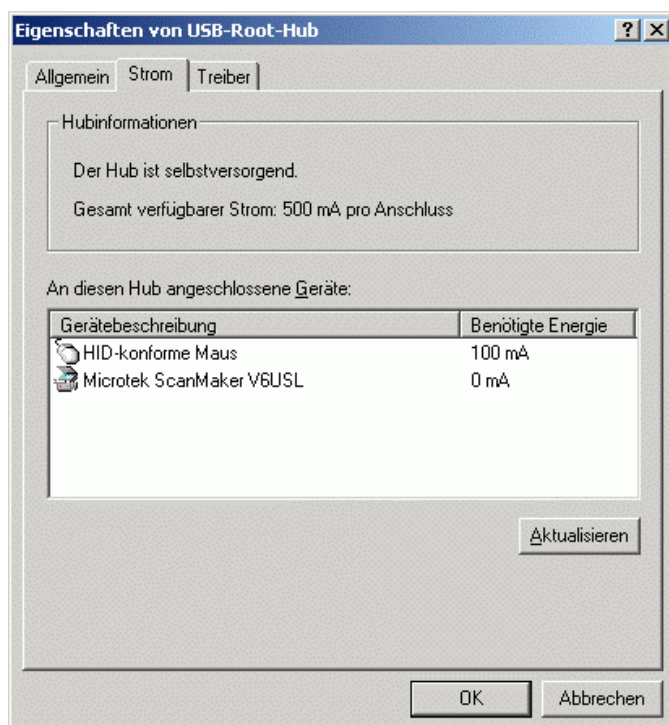 Eigenschaften von USB-Root-Hub
Allgemein Strom Treiber
Hubinformationen
Der Hub ist selbstversorgend.
Gesamt verfügbarer Strom: 500 mA pro Anschluss
An diesen Hub angeschlossene Geräte:
Gerätebeschreibung Benötigte Energie
HID-konforme Maus 100 mA
Microtek ScanMaker V6USL 0 mA
Aktualisieren
OK Abbrechen